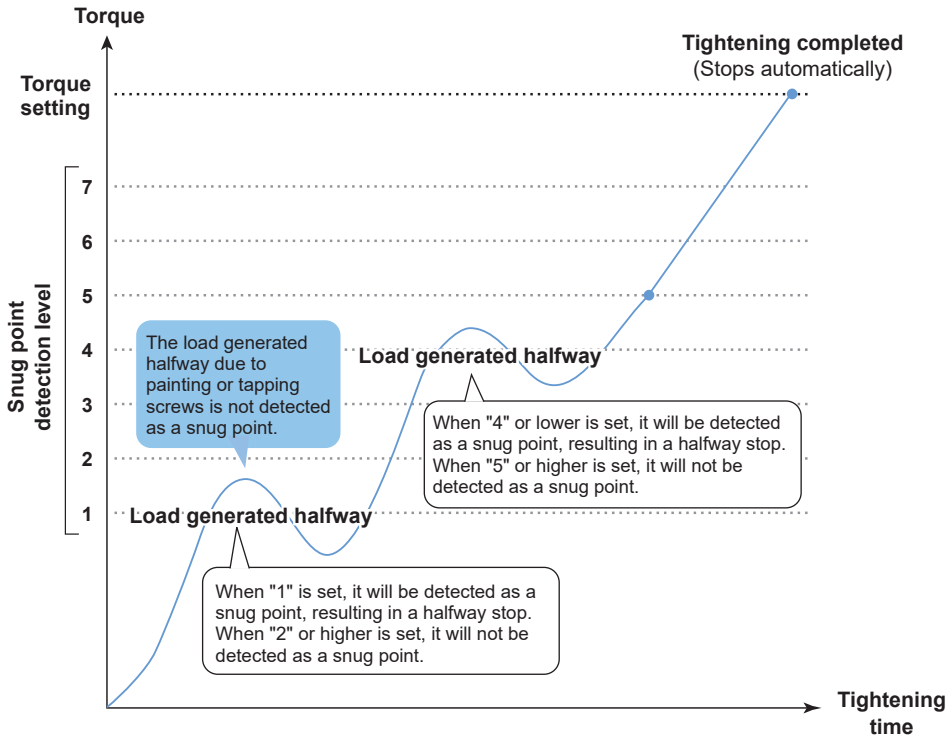 Torque
Tightening completed
(Stops automatically)
Torque
setting
Snug point
detection level
7
6
5
4
3
2
1
The load generated
halfway due to
painting or tapping
screws is not detected
as a snug point.
Load generated halfway
When "4" or lower is set, it will be detected
as a snug point, resulting in a halfway stop.
When "5" or higher is set, it will not be
detected as a snug point.
Load generated halfway
When "1" is set, it will be detected as a
snug point, resulting in a halfway stop.
When "2" or higher is set, it will not be
detected as a snug point.
Tightening
time